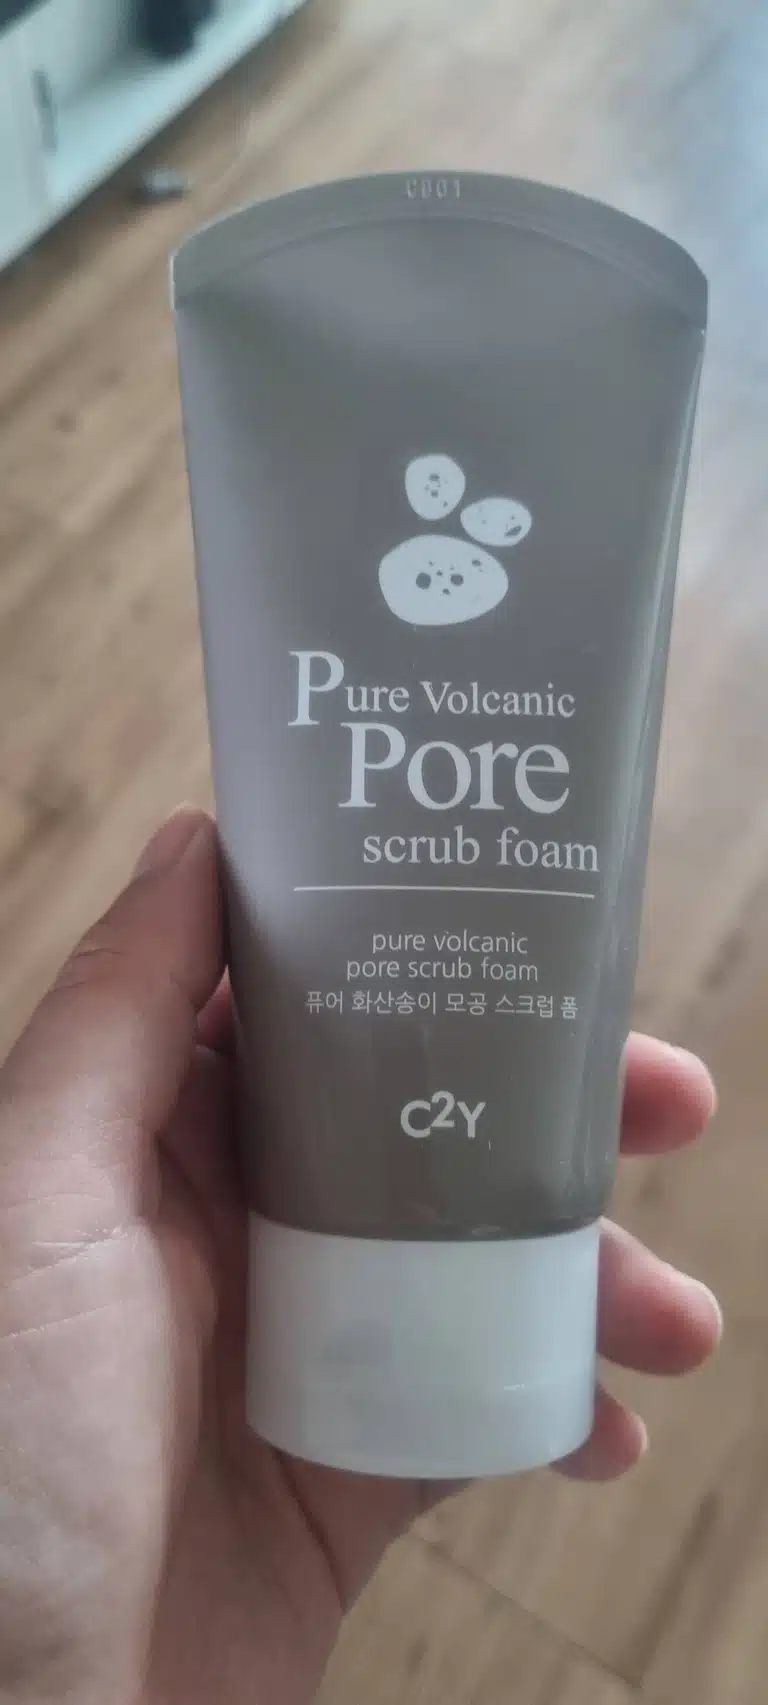 Pure Volcanic
Pore
scrub foam
pure volcanic
pore scrub foam
퓨어 화산송이 모공 스크럽 폼
C2Y